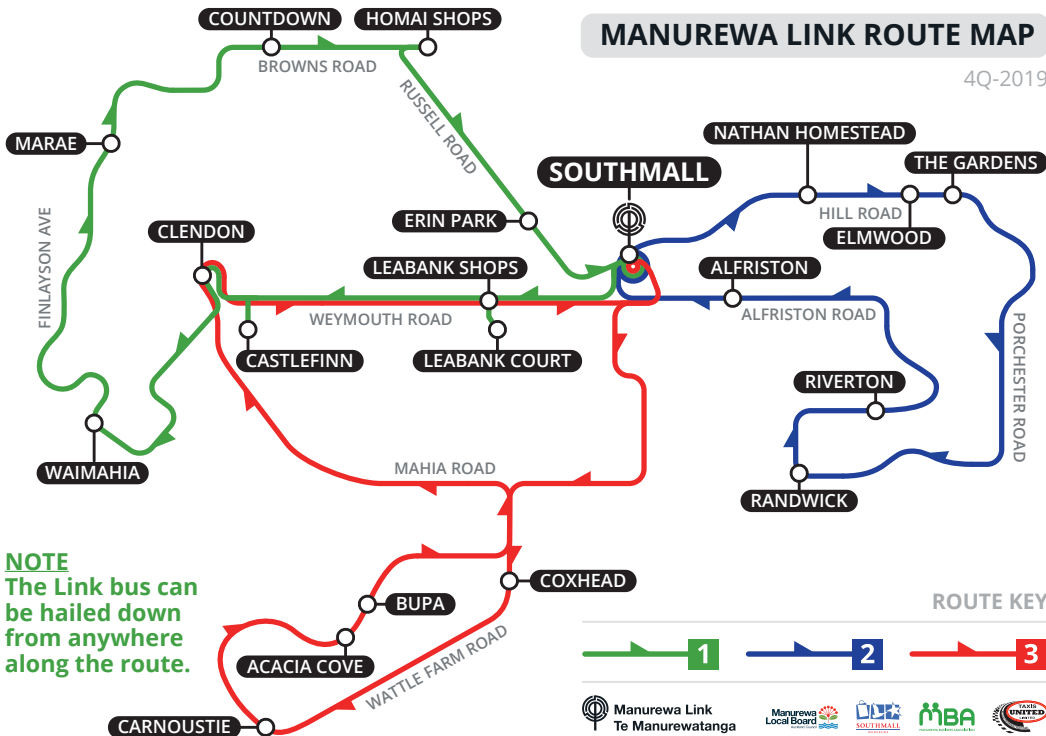 COUNTDOWN
HOMAI SHOPS
BROWNS ROAD
MANUREWA LINK ROUTE MAP
4Q-2019
RUSSELL ROAD
MARAE
NATHAN HOMESTEAD
THE GARDENS
SOUTHMALL
HILL ROAD
ELMWOOD
ERIN PARK
CLENDON
FINLAYSON AVE
LEABANK SHOPS
ALFRISTON
WEYMOUTH ROAD
ALFRISTON ROAD
CASTLEFINN
LEABANK COURT
PORCHESTER ROAD
RIVERTON
WAIMAHIA
MAHIA ROAD
RANDWICK
NOTE
The Link bus can
be hailed down
from anywhere
along the route.
COXHEAD
BUPA
ACACIA COVE
WATTLE FARM ROAD
CARNOUSTIE
ROUTE KEY
1
2
3
Manurewa Link
Te Manurewatanga
Manurewa
Local Board
SOUTHMALL
MBA
TAXIS
UNITED
LIMITED